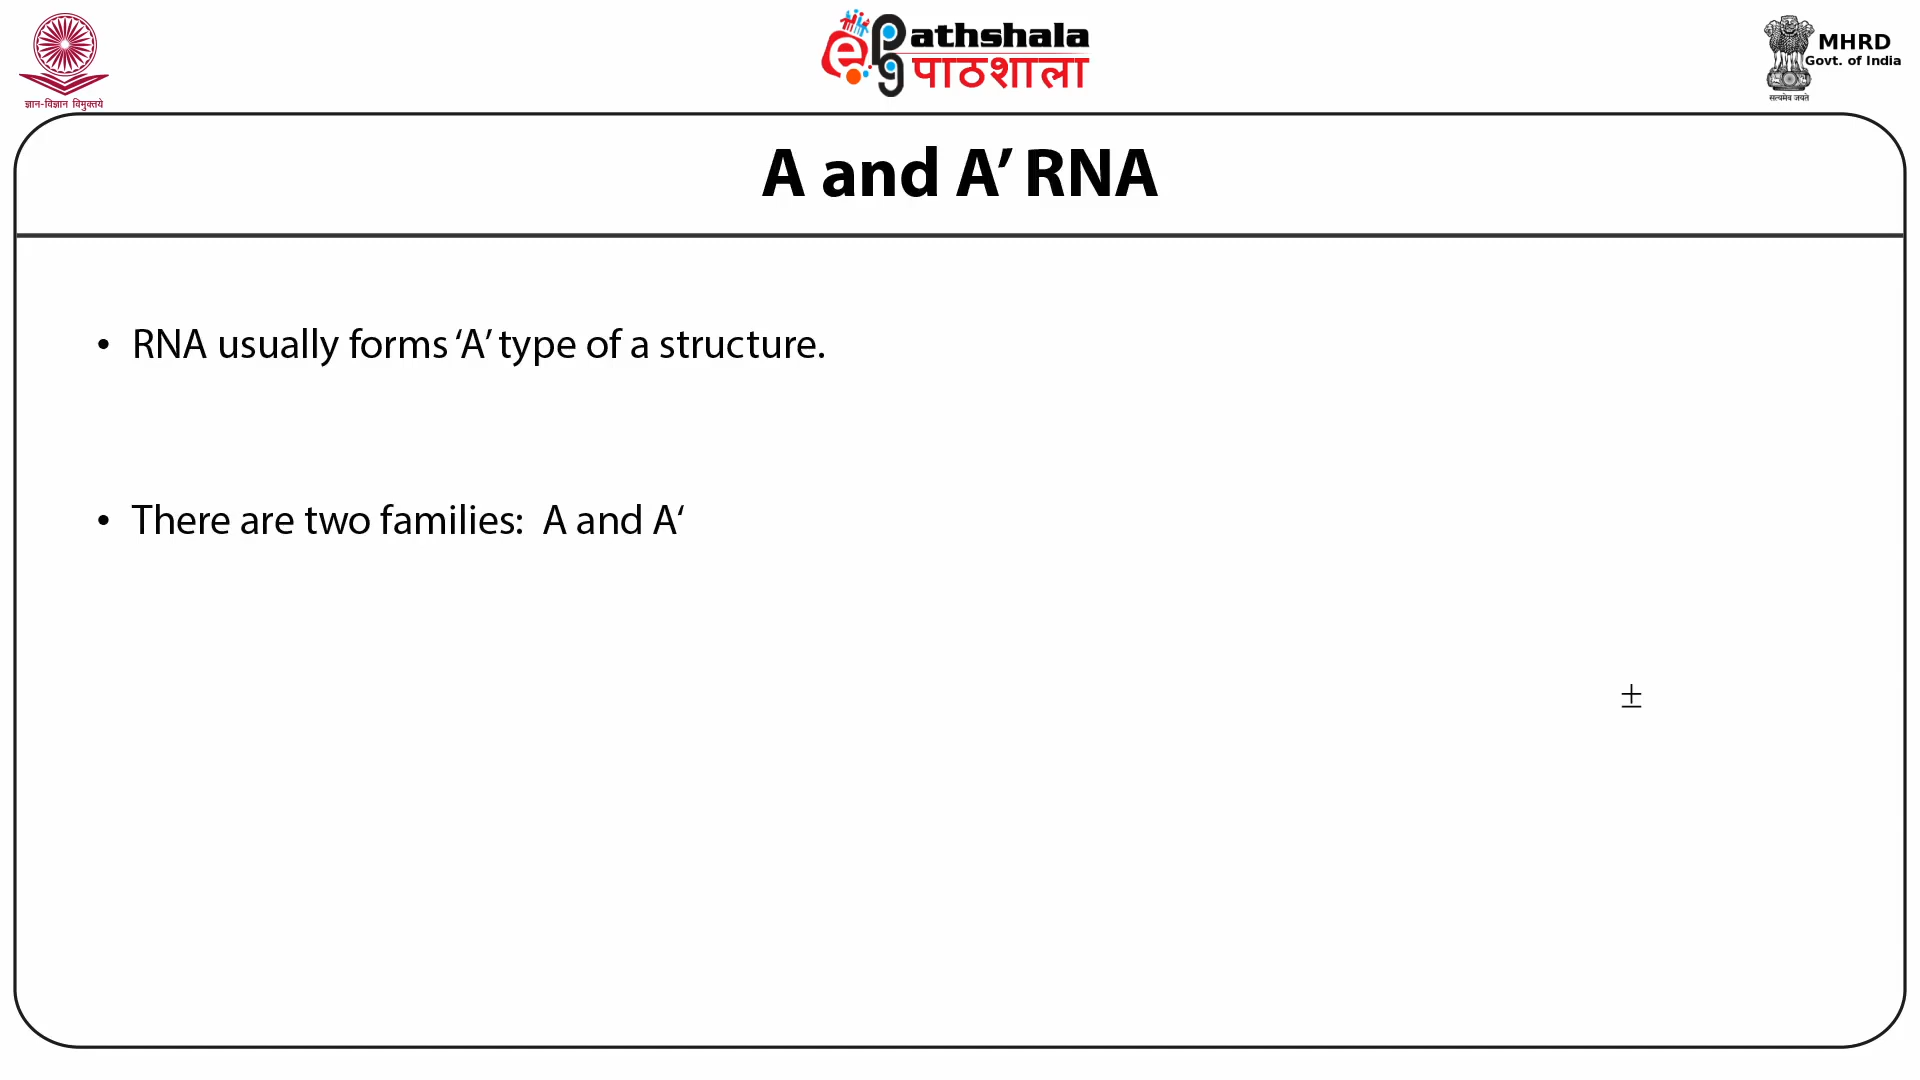 ज्ञान-विज्ञान विमुक्तये
ePG athshala
पाठशाला
MHRD
Govt. of India
सत्यमेव जयते
A and A’ RNA
• RNA usually forms ‘A’ type of a structure.
• There are two families:  A and A‘
±